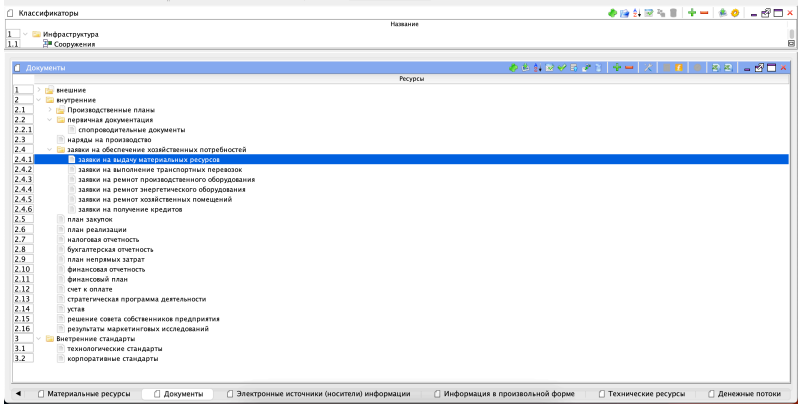 Классификаторы
Название
1 Инфраструктура
1.1 Сооружения
Документы
Ресурсы
1 внешние
2 внутренние
2.1 Производственные планы
2.2 первичная документация
2.2.1 спопроводительные документы
2.3 наряды на производство
2.4 заявки на обеспечение хозяйственных потребностей
2.4.1 заявки на выдачу материальных ресурсов
2.4.2 заявки на выполнение транспортных перевозок
2.4.3 заявки на ремнот производственного оборудования
2.4.4 заявки на ремнот энергетического оборудования
2.4.5 заявки на ремнот хозяйственных помещений
2.4.6 заявки на получение кредитов
2.5 план закупок
2.6 план реализации
2.7 налоговая отчетность
2.8 бухгалтерская отчетность
2.9 план непрямых затрат
2.10 финансовая отчетность
2.11 финансовый план
2.12 счет к оплате
2.13 стратегическая программа деятельности
2.14 устав
2.15 решение совета собственников предприятия
2.16 результаты маркетинговых исследований
3 Внетренние стандарты
3.1 технологические стандарты
3.2 корпоративные стандарты
Материальные ресурсы Документы Электронные источники (носители) информации Информация в произвольной форме Технические ресурсы Денежные потоки